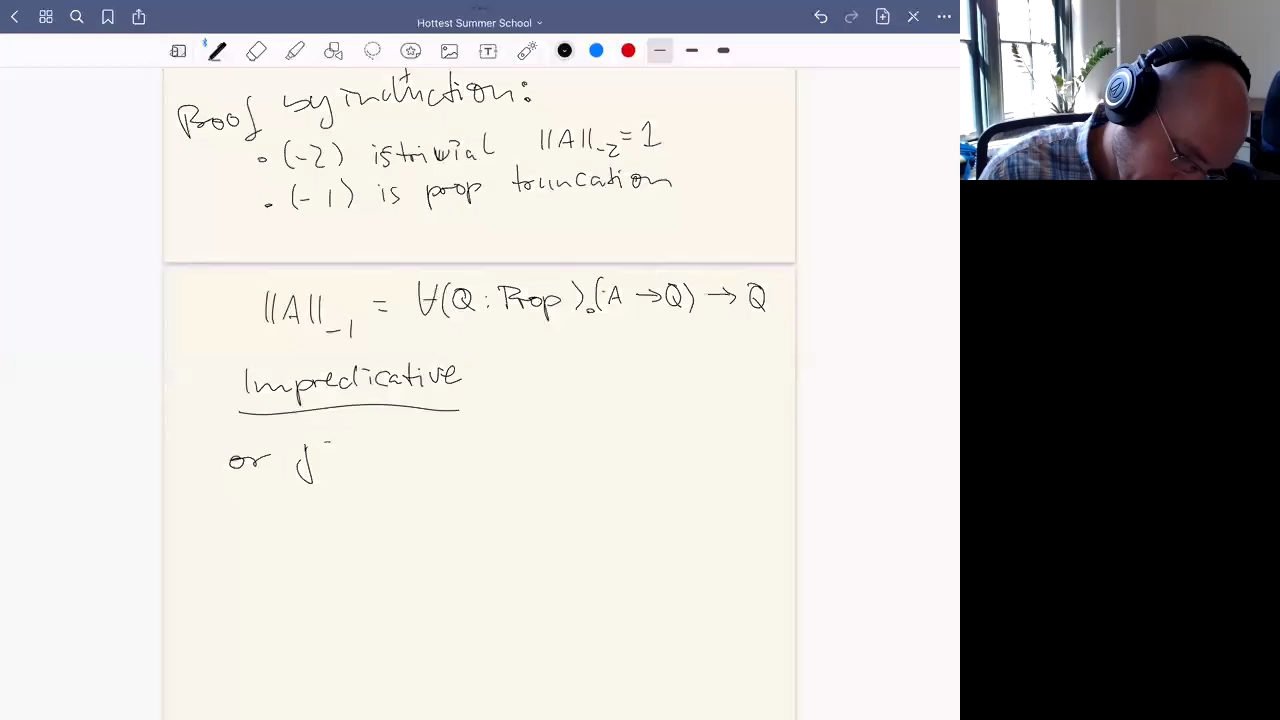 Hottest Summer School
Proof by induction:
• (-2) is trivial ||A||₋₂ = 1
• (-1) is prop truncation
||A||₋₁ = ∀(Q : Prop).(A → Q) → Q
Impredicative
or j